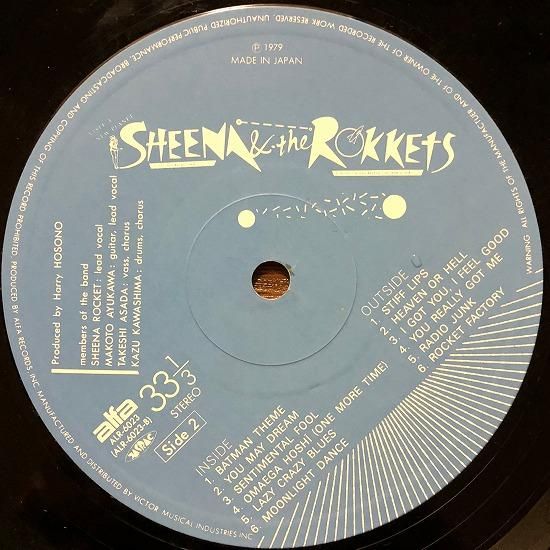 Ⓟ 1979
MADE IN JAPAN
SHEENA & the ROKKETS
Produced by Harry HOSONO
members of the band
SHEENA ROCKET: lead vocal
MAKOTO AYUKAWA: guitar, lead vocal
TAKESHI ASADA: vass, chorus
KAZU KAWASHIMA: drums, chorus
alfa
ALR-6023
(ALR-6023-B)
33 1/3
STEREO
Side 2
INSIDE
1. BATMAN THEME
2. YOU MAY DREAM
3. SENTIMENTAL FOOL
4. OMAEGA HOSHI (ONE MORE TIME)
5. LAZY CRAZY BLUES
6. MOONLIGHT DANCE
OUTSIDE
1. STIFF LIPS
2. HEAVEN OR HELL
3. I GOT YOU, I FEEL GOOD
4. YOU REALLY GOT ME
5. RADIO JUNK
6. ROCKET FACTORY
WARNING. ALL RIGHTS OF THE MANUFACTURER AND OF THE OWNER OF THE RECORDED WORK RESERVED. UNAUTHORIZED PUBLIC PERFORMANCE, BROADCASTING AND COPYING OF THIS RECORD PROHIBITED. PRODUCED BY ALFA RECORDS INC. MANUFACTURED AND DISTRIBUTED BY VICTOR MUSICAL INDUSTRIES INC.